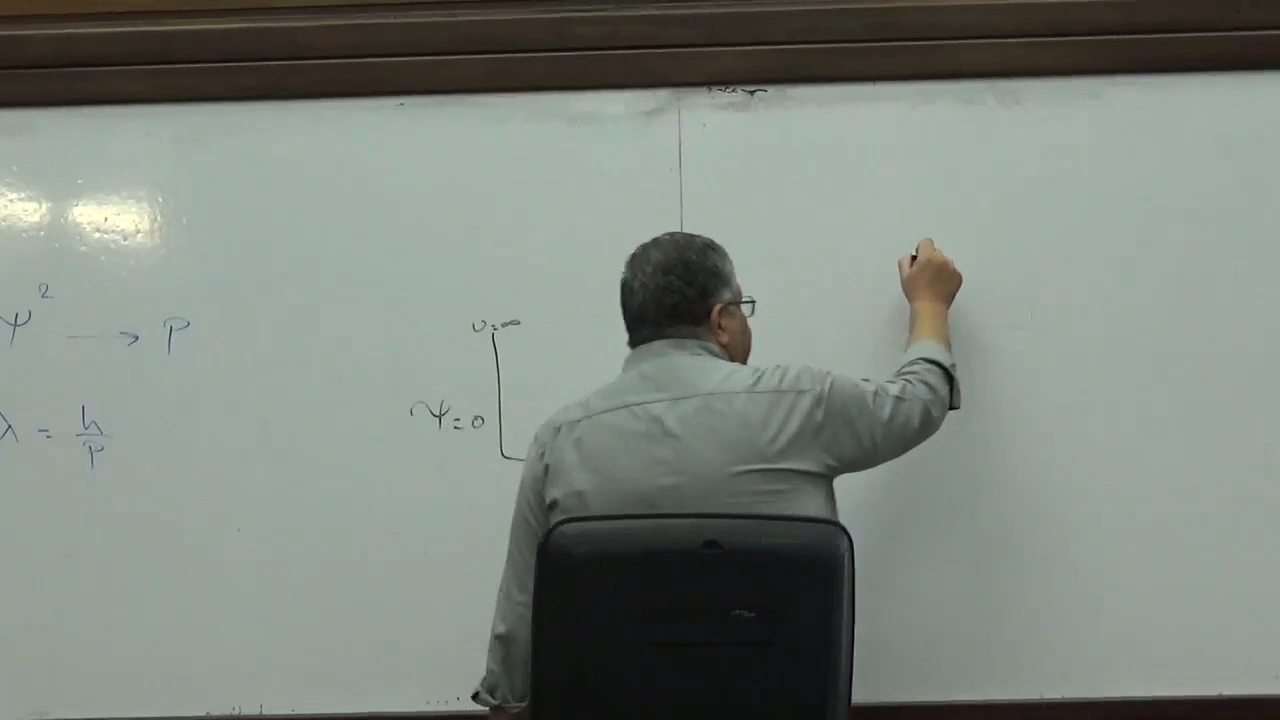 ψ² → P
λ = h/P
υ=∞
ψ=0